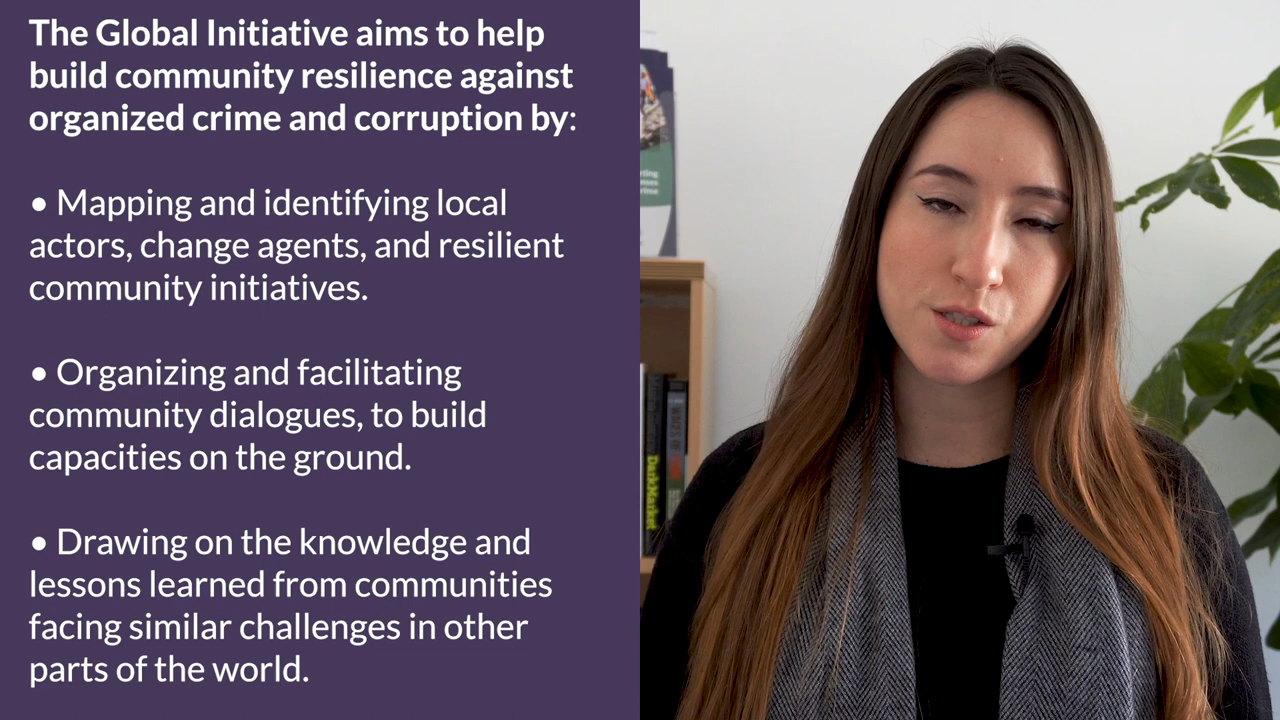 The Global Initiative aims to help
build community resilience against
organized crime and corruption by:
• Mapping and identifying local
actors, change agents, and resilient
community initiatives.
• Organizing and facilitating
community dialogues, to build
capacities on the ground.
• Drawing on the knowledge and
lessons learned from communities
facing similar challenges in other
parts of the world.
DarkMarket